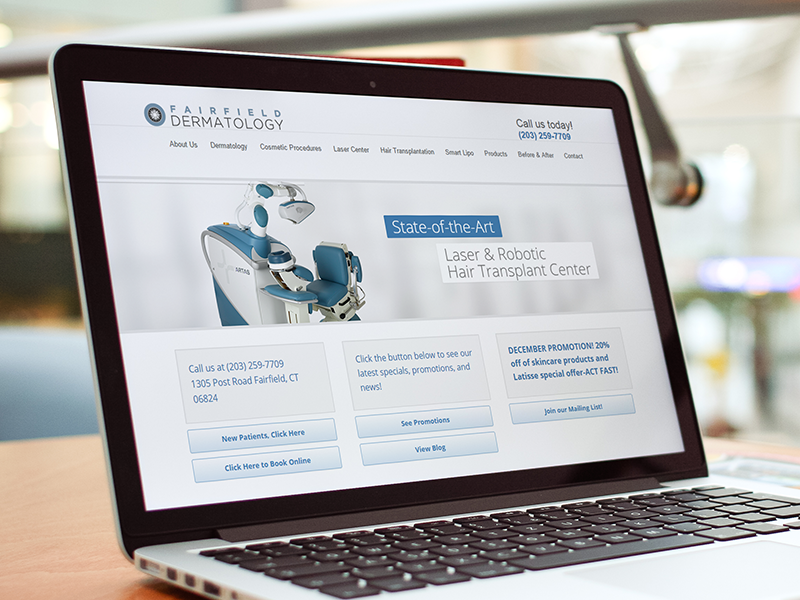 FAIRFIELD
DERMATOLOGY
Call us today!
(203) 259-7709
About Us Dermatology Cosmetic Procedures Laser Center Hair Transplantation Smart Lipo Products Before & After Contact
ARTAS
State-of-the-Art
Laser & Robotic
Hair Transplant Center
Call us at (203) 259-7709
1305 Post Road Fairfield, CT
06824
New Patients, Click Here
Click Here to Book Online
Click the button below to see our
latest specials, promotions, and
news!
See Promotions
View Blog
DECEMBER PROMOTION! 20%
off of skincare products and
Latisse special offer-ACT FAST!
Join our Mailing List!